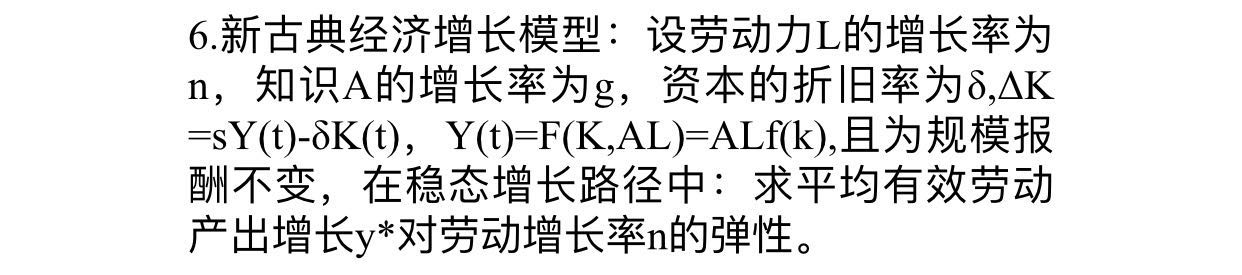 6.新古典经济增长模型：设劳动力L的增长率为
n，知识A的增长率为g，资本的折旧率为δ,ΔK
=sY(t)-δK(t)，Y(t)=F(K,AL)=ALf(k),且为规模报
酬不变，在稳态增长路径中：求平均有效劳动
产出增长y*对劳动增长率n的弹性。